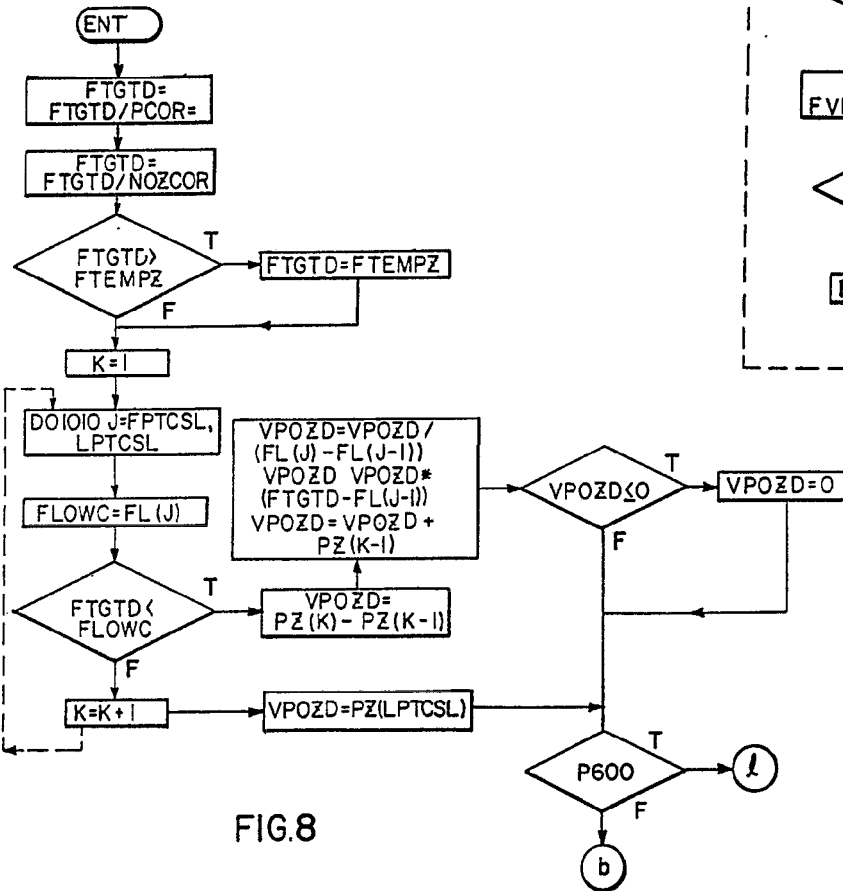 ENT
FTGTD=
FTGTD/PCOR=
FTGTD=
FTGTD/NOZCOR
FTGTD>
FTEMPZ
T
FTGTD=FTEMPZ
F
K=1
DO1010 J=FPTCSL,
LPTCSL
FLOWC=FL(J)
FTGTD<
FLOWC
T
F
VPOZD=
PZ(K)-PZ(K-1)
VPOZD=VPOZD/
(FL(J)-FL(J-1))
VPOZD VPOZD*
(FTGTD-FL(J-1))
VPOZD=VPOZD+
PZ(K-1)
VPOZD≤0
T
VPOZD=0
F
K=K+1
VPOZD=PZ(LPTCSL)
P600
T
l
F
b
FIG.8